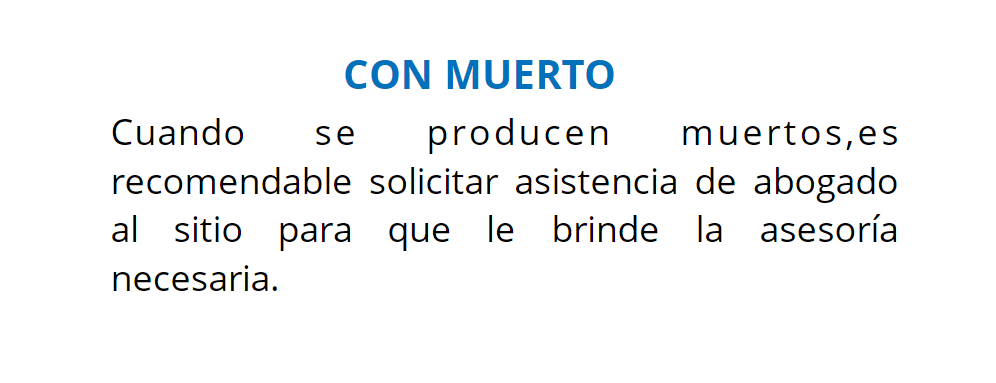 CON MUERTO
Cuando se producen muertos,es
recomendable solicitar asistencia de abogado
al sitio para que le brinde la asesoría
necesaria.